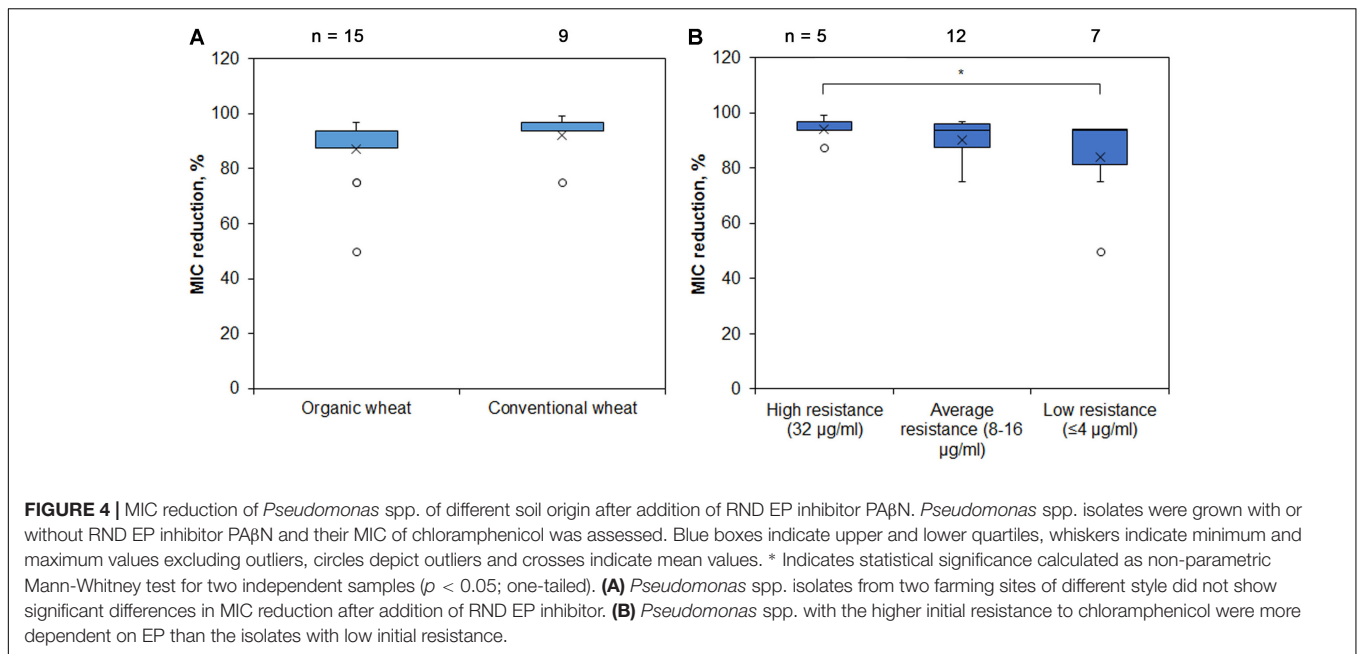 A
n = 15
9
120
100
80
60
40
20
0
MIC reduction, %
Organic wheat
Conventional wheat
B
n = 5
12
7
120
100
80
60
40
20
0
MIC reduction, %
*
High resistance
(32 µg/ml)
Average
resistance (8-16
µg/ml)
Low resistance
(≤4 µg/ml)
FIGURE 4 | MIC reduction of Pseudomonas spp. of different soil origin after addition of RND EP inhibitor PAβN. Pseudomonas spp. isolates were grown with or
without RND EP inhibitor PAβN and their MIC of chloramphenicol was assessed. Blue boxes indicate upper and lower quartiles, whiskers indicate minimum and
maximum values excluding outliers, circles depict outliers and crosses indicate mean values. * Indicates statistical significance calculated as non-parametric
Mann-Whitney test for two independent samples (p < 0.05; one-tailed). (A) Pseudomonas spp. isolates from two farming sites of different style did not show
significant differences in MIC reduction after addition of RND EP inhibitor. (B) Pseudomonas spp. with the higher initial resistance to chloramphenicol were more
dependent on EP than the isolates with low initial resistance.